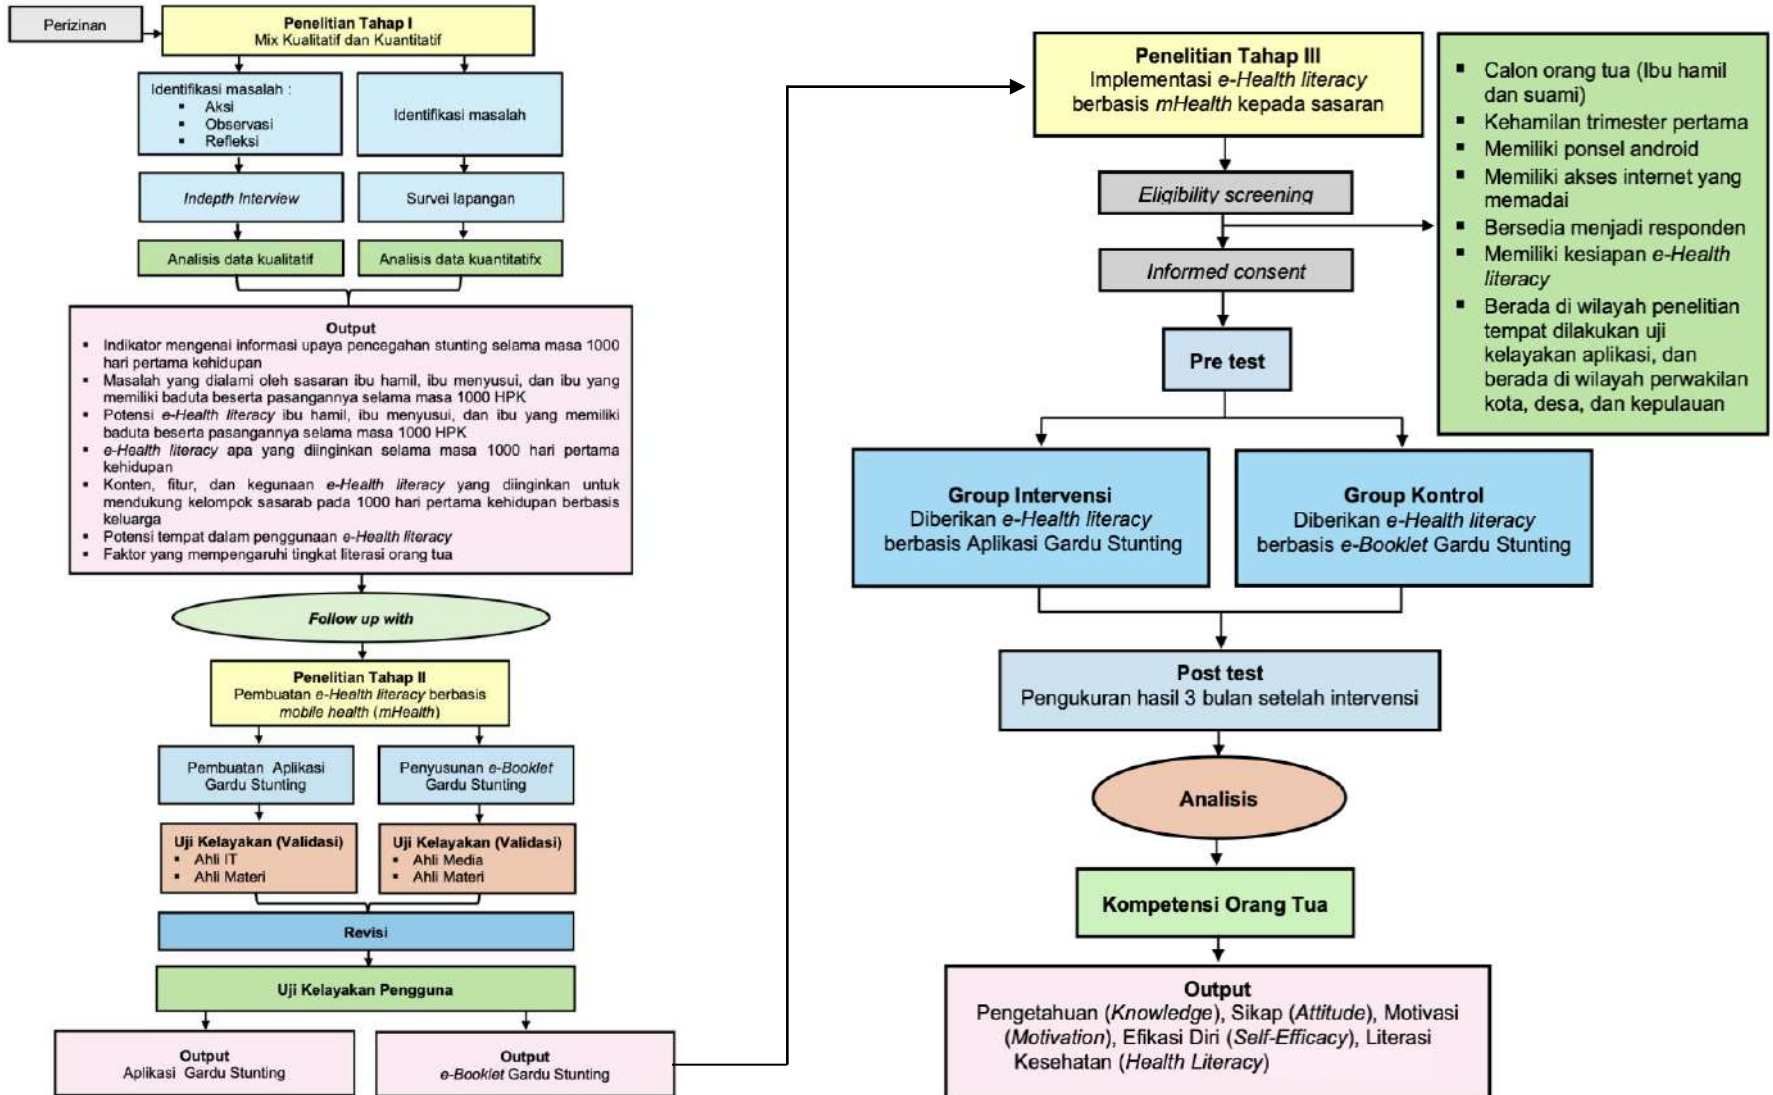 Perizinan
Penelitian Tahap I
Mix Kualitatif dan Kuantitatif
Identifikasi masalah :
▪ Aksi
▪ Observasi
▪ Refleksi
Identifikasi masalah
Indepth Interview
Survei lapangan
Analisis data kualitatif
Analisis data kuantitatifx
Output
▪ Indikator mengenai informasi upaya pencegahan stunting selama masa 1000
hari pertama kehidupan
▪ Masalah yang dialami oleh sasaran ibu hamil, ibu menyusui, dan ibu yang
memiliki baduta beserta pasangannya selama masa 1000 HPK
▪ Potensi e-Health literacy ibu hamil, ibu menyusui, dan ibu yang memiliki
baduta beserta pasangannya selama masa 1000 HPK
▪ e-Health literacy apa yang diinginkan selama masa 1000 hari pertama
kehidupan
▪ Konten, fitur, dan kegunaan e-Health literacy yang diinginkan untuk
mendukung kelompok sasarab pada 1000 hari pertama kehidupan berbasis
keluarga
▪ Potensi tempat dalam penggunaan e-Health literacy
▪ Faktor yang mempengaruhi tingkat literasi orang tua
Follow up with
Penelitian Tahap II
Pembuatan e-Health literacy berbasis
mobile health (mHealth)
Pembuatan Aplikasi
Gardu Stunting
Penyusunan e-Booklet
Gardu Stunting
Uji Kelayakan (Validasi)
▪ Ahli IT
▪ Ahli Materi
Uji Kelayakan (Validasi)
▪ Ahli Media
▪ Ahli Materi
Revisi
Uji Kelayakan Pengguna
Output
Aplikasi Gardu Stunting
Output
e-Booklet Gardu Stunting
Penelitian Tahap III
Implementasi e-Health literacy
berbasis mHealth kepada sasaran
Eligibility screening
Informed consent
▪ Calon orang tua (Ibu hamil
dan suami)
▪ Kehamilan trimester pertama
▪ Memiliki ponsel android
▪ Memiliki akses internet yang
memadai
▪ Bersedia menjadi responden
▪ Memiliki kesiapan e-Health
literacy
▪ Berada di wilayah penelitian
tempat dilakukan uji
kelayakan aplikasi, dan
berada di wilayah perwakilan
kota, desa, dan kepulauan
Pre test
Group Intervensi
Diberikan e-Health literacy
berbasis Aplikasi Gardu Stunting
Group Kontrol
Diberikan e-Health literacy
berbasis e-Booklet Gardu Stunting
Post test
Pengukuran hasil 3 bulan setelah intervensi
Analisis
Kompetensi Orang Tua
Output
Pengetahuan (Knowledge), Sikap (Attitude), Motivasi
(Motivation), Efikasi Diri (Self-Efficacy), Literasi
Kesehatan (Health Literacy)